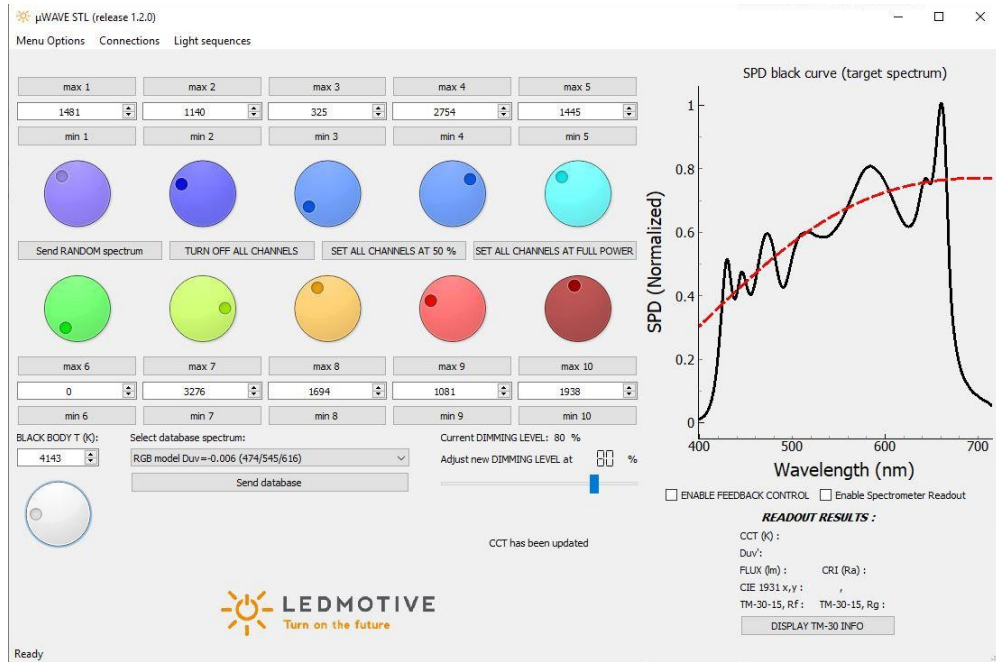 µWAVE STL (release 1.2.0)
Menu Options Connections Light sequences
max 1 max 2 max 3 max 4 max 5
1481 1140 325 2754 1445
min 1 min 2 min 3 min 4 min 5
Send RANDOM spectrum TURN OFF ALL CHANNELS SET ALL CHANNELS AT 50 % SET ALL CHANNELS AT FULL POWER
max 6 max 7 max 8 max 9 max 10
0 3276 1694 1081 1938
min 6 min 7 min 8 min 9 min 10
BLACK BODY T (K): Select database spectrum: Current DIMMING LEVEL: 80 %
4143 RGB model Duv=-0.006 (474/545/616) Adjust new DIMMING LEVEL at 80 %
Send database
CCT has been updated
LEDMOTIVE
Turn on the future
Ready
SPD black curve (target spectrum)
SPD (Normalized)
1
0.8
0.6
0.4
0.2
0
400 500 600 700
Wavelength (nm)
ENABLE FEEDBACK CONTROL Enable Spectrometer Readout
READOUT RESULTS :
CCT (K) :
Duv':
FLUX (lm) : CRI (Ra) :
CIE 1931 x,y : ,
TM-30-15, Rf : TM-30-15, Rg :
DISPLAY TM-30 INFO